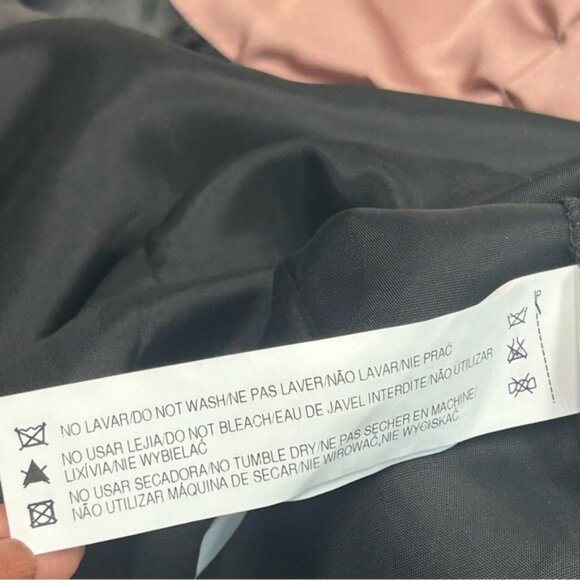 NO LAVAR/DO NOT WASH/NE PAS LAVER/NÃO LAVAR/NIE PRAĆ
NO USAR LEJIA/DO NOT BLEACH/EAU DE JAVEL INTERDITE/NÃO UTILIZAR
LIXÍVIA/NIE WYBIELAĆ
NO USAR SECADORA/NO TUMBLE DRY/NE PAS SECHER EN MACHINE/
NÃO UTILIZAR MÁQUINA DE SECAR/NIE WIROWAĆ,NIE WYCISKAĆ